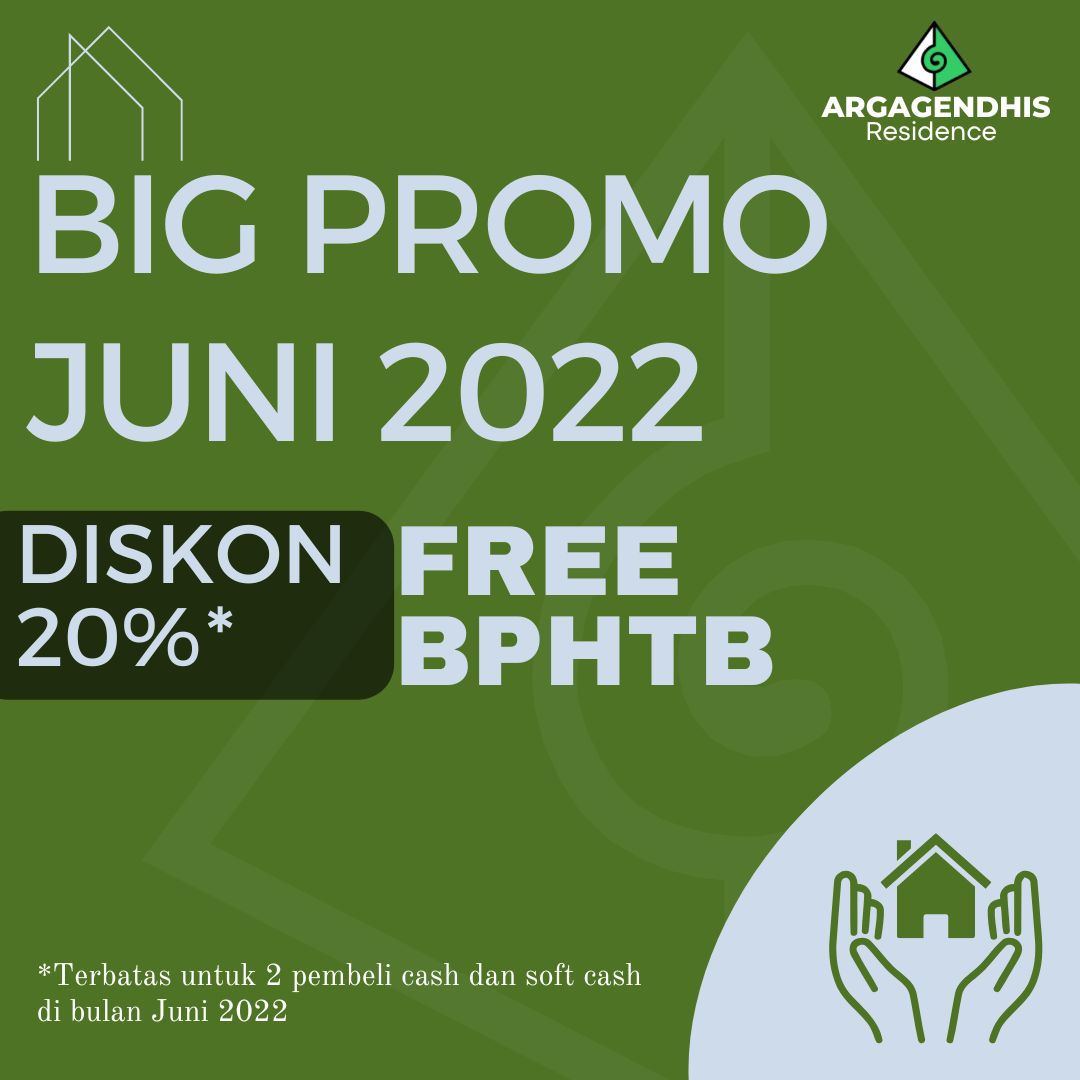 ARGAGENDHIS
Residence
BIG PROMO
JUNI 2022
DISKON
20%*
FREE
BPHTB
*Terbatas untuk 2 pembeli cash dan soft cash
di bulan Juni 2022